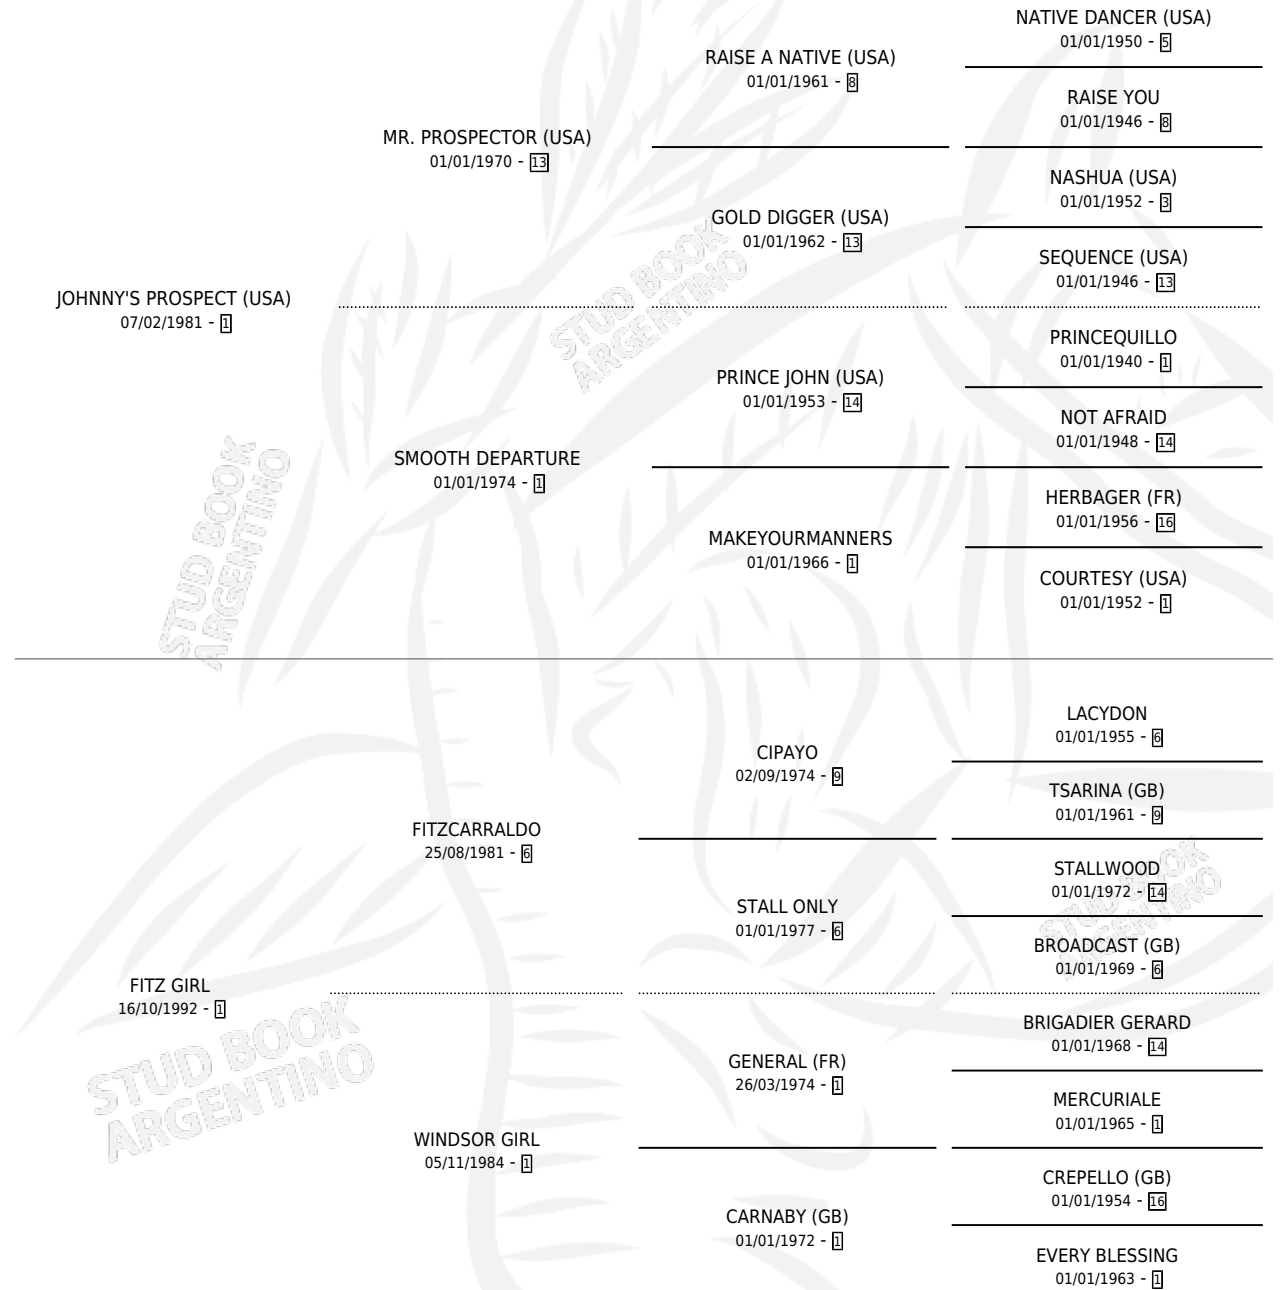 NATIVE DANCER (USA)
01/01/1950 - 5
RAISE A NATIVE (USA)
01/01/1961 - 8
RAISE YOU
01/01/1946 - 8
MR. PROSPECTOR (USA)
01/01/1970 - 13
NASHUA (USA)
01/01/1952 - 3
GOLD DIGGER (USA)
01/01/1962 - 13
SEQUENCE (USA)
01/01/1946 - 13
JOHNNY'S PROSPECT (USA)
07/02/1981 - 1
PRINCEQUILLO
01/01/1940 - 1
PRINCE JOHN (USA)
01/01/1953 - 14
NOT AFRAID
01/01/1948 - 14
SMOOTH DEPARTURE
01/01/1974 - 1
HERBAGER (FR)
01/01/1956 - 16
MAKEYOURMANNERS
01/01/1966 - 1
COURTESY (USA)
01/01/1952 - 1
LACYDON
01/01/1955 - 6
CIPAYO
02/09/1974 - 9
TSARINA (GB)
01/01/1961 - 9
FITZCARRALDO
25/08/1981 - 6
STALLWOOD
01/01/1972 - 14
STALL ONLY
01/01/1977 - 6
BROADCAST (GB)
01/01/1969 - 6
FITZ GIRL
16/10/1992 - 1
BRIGADIER GERARD
01/01/1968 - 14
GENERAL (FR)
26/03/1974 - 1
MERCURIALE
01/01/1965 - 1
WINDSOR GIRL
05/11/1984 - 1
CREPELLO (GB)
01/01/1954 - 16
CARNABY (GB)
01/01/1972 - 1
EVERY BLESSING
01/01/1963 - 1
STUD BOOK
ARGENTINO
STUD BOOK
ARGENTINO
STUD BOOK
ARGENTINO
STUD BOOK
ARGENTINO